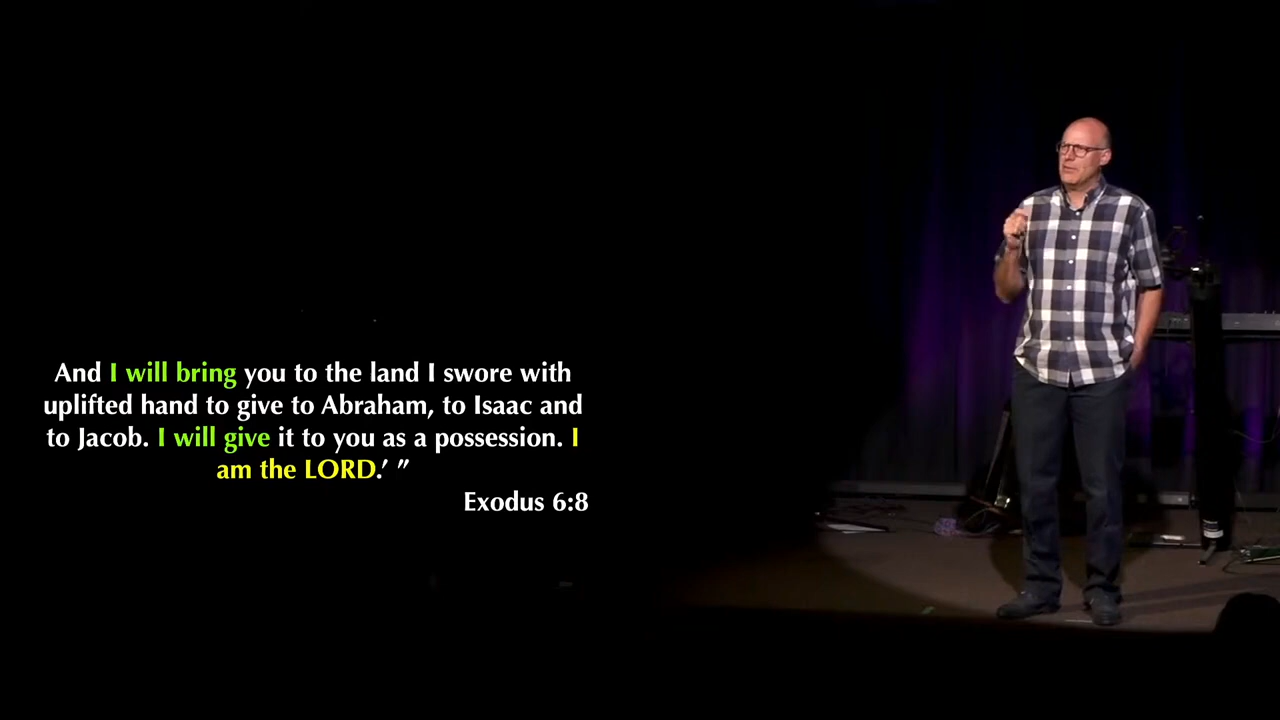 And I will bring you to the land I swore with
uplifted hand to give to Abraham, to Isaac and
to Jacob. I will give it to you as a possession. I
am the LORD.’ ”
Exodus 6:8